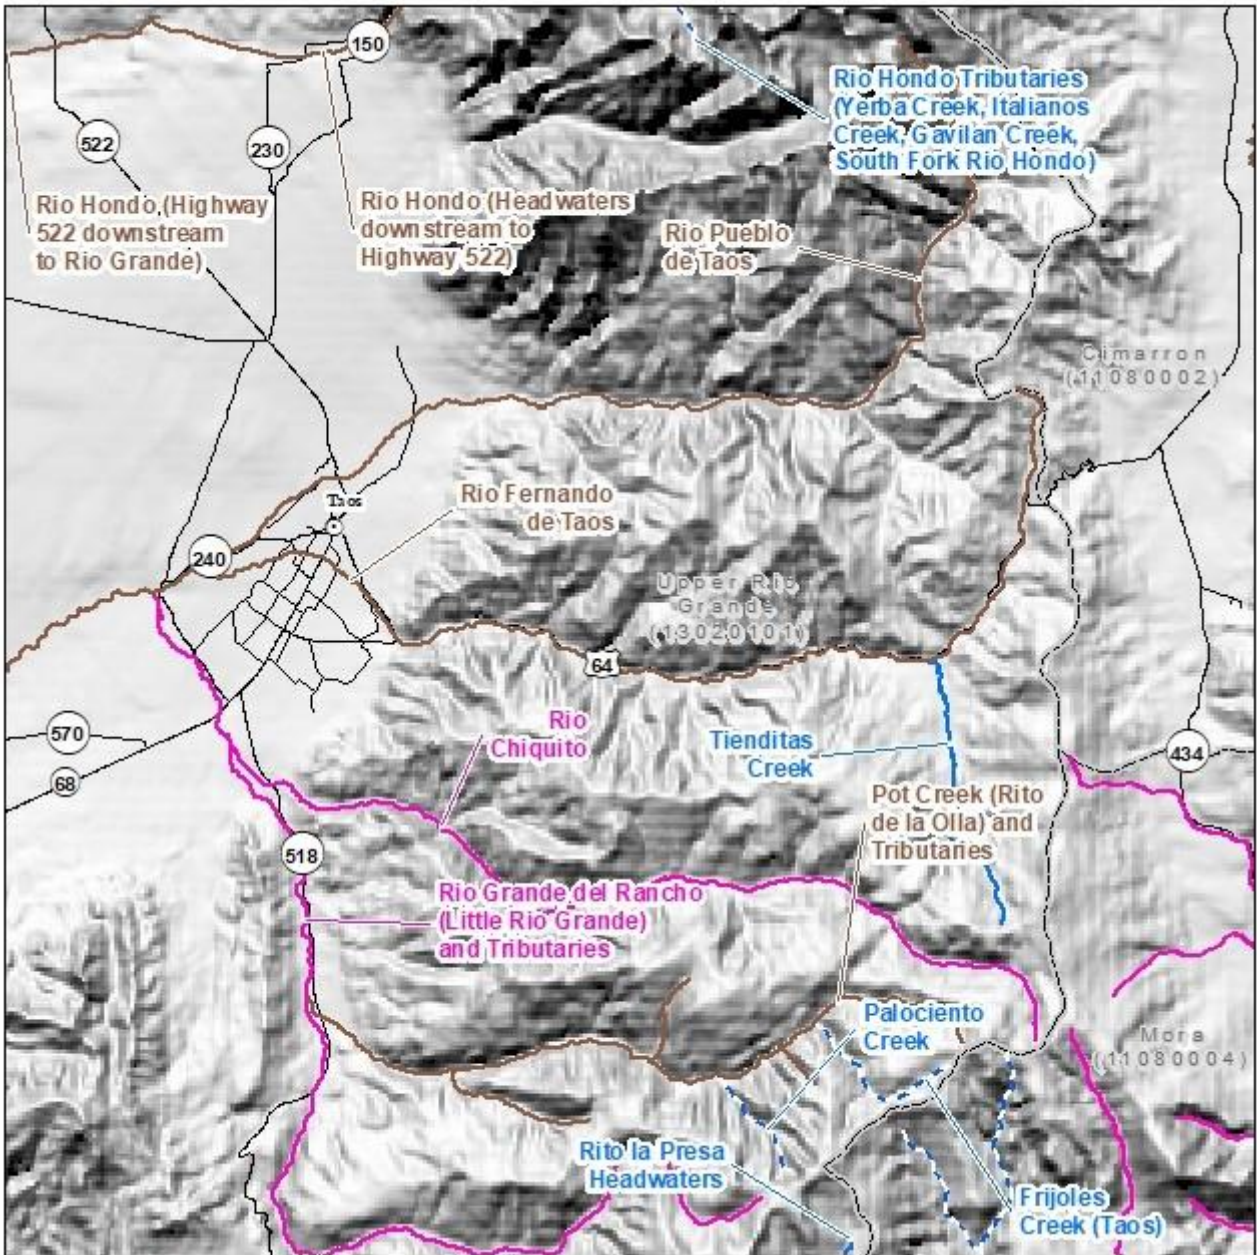 150
522
230
Rio Hondo Tributaries
(Yerba Creek, Italianos
Creek, Gavilan Creek,
South Fork Rio Hondo)
Rio Hondo (Highway
522 downstream
to Rio Grande)
Rio Hondo (Headwaters
downstream to
Highway 522)
Rio Pueblo
de Taos
Cimarron
(11080002)
Taos
Rio Fernando
de Taos
240
Upper Rio
Grande
(13020101)
64
570
68
Rio
Chiquito
Tienditas
Creek
434
Pot Creek (Rito
de la Olla) and
Tributaries
518
Rio Grande del Rancho
(Little Rio Grande)
and Tributaries
Palociento
Creek
Mora
(11080004)
Rito la Presa
Headwaters
Frijoles
Creek (Taos)